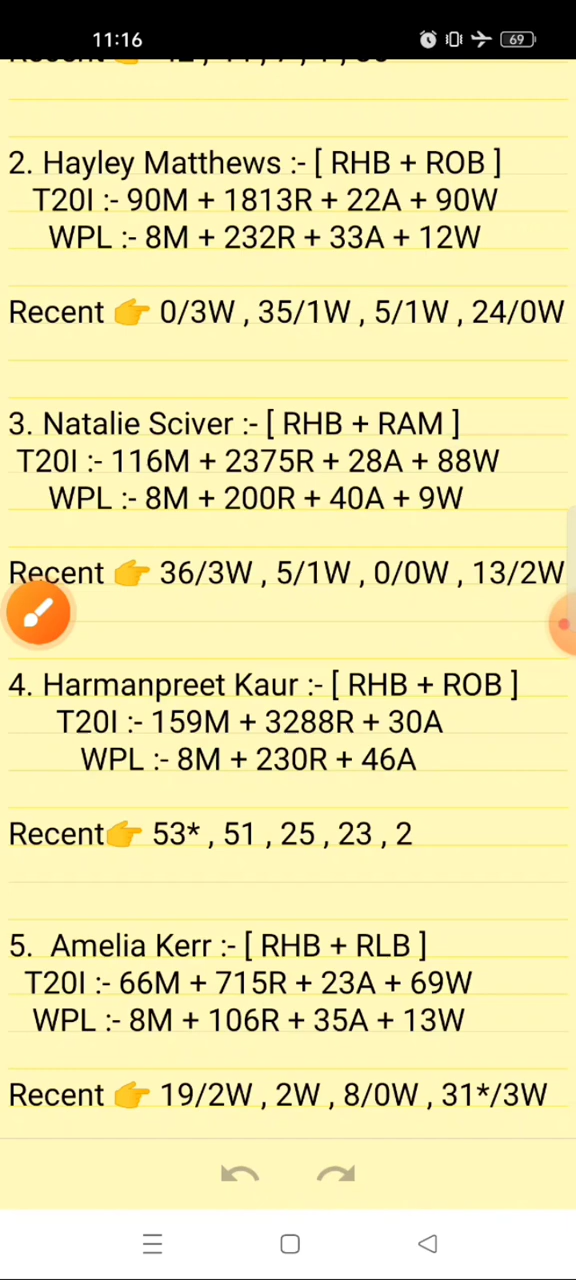 11:16
69
2. Hayley Matthews :- [ RHB + ROB ]
T20I :- 90M + 1813R + 22A + 90W
WPL :- 8M + 232R + 33A + 12W
Recent 👉 0/3W , 35/1W , 5/1W , 24/0W
3. Natalie Sciver :- [ RHB + RAM ]
T20I :- 116M + 2375R + 28A + 88W
WPL :- 8M + 200R + 40A + 9W
Recent 👉 36/3W , 5/1W , 0/0W , 13/2W
4. Harmanpreet Kaur :- [ RHB + ROB ]
T20I :- 159M + 3288R + 30A
WPL :- 8M + 230R + 46A
Recent👉 53* , 51 , 25 , 23 , 2
5.  Amelia Kerr :- [ RHB + RLB ]
T20I :- 66M + 715R + 23A + 69W
WPL :- 8M + 106R + 35A + 13W
Recent 👉 19/2W , 2W , 8/0W , 31*/3W